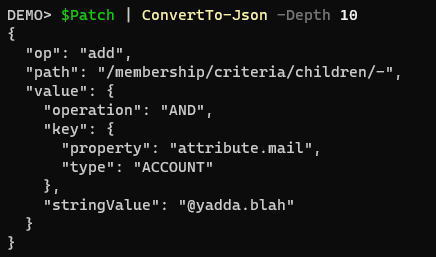 DEMO> $Patch | ConvertTo-Json -Depth 10
{
  "op": "add",
  "path": "/membership/criteria/children/-",
  "value": {
    "operation": "AND",
    "key": {
      "property": "attribute.mail",
      "type": "ACCOUNT"
    },
    "stringValue": "@yadda.blah"
  }
}